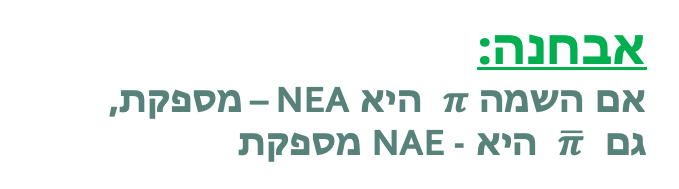 אבחנה:
אם השמה π היא NEA – מספקת,
גם π̅ היא - NAE מספקת